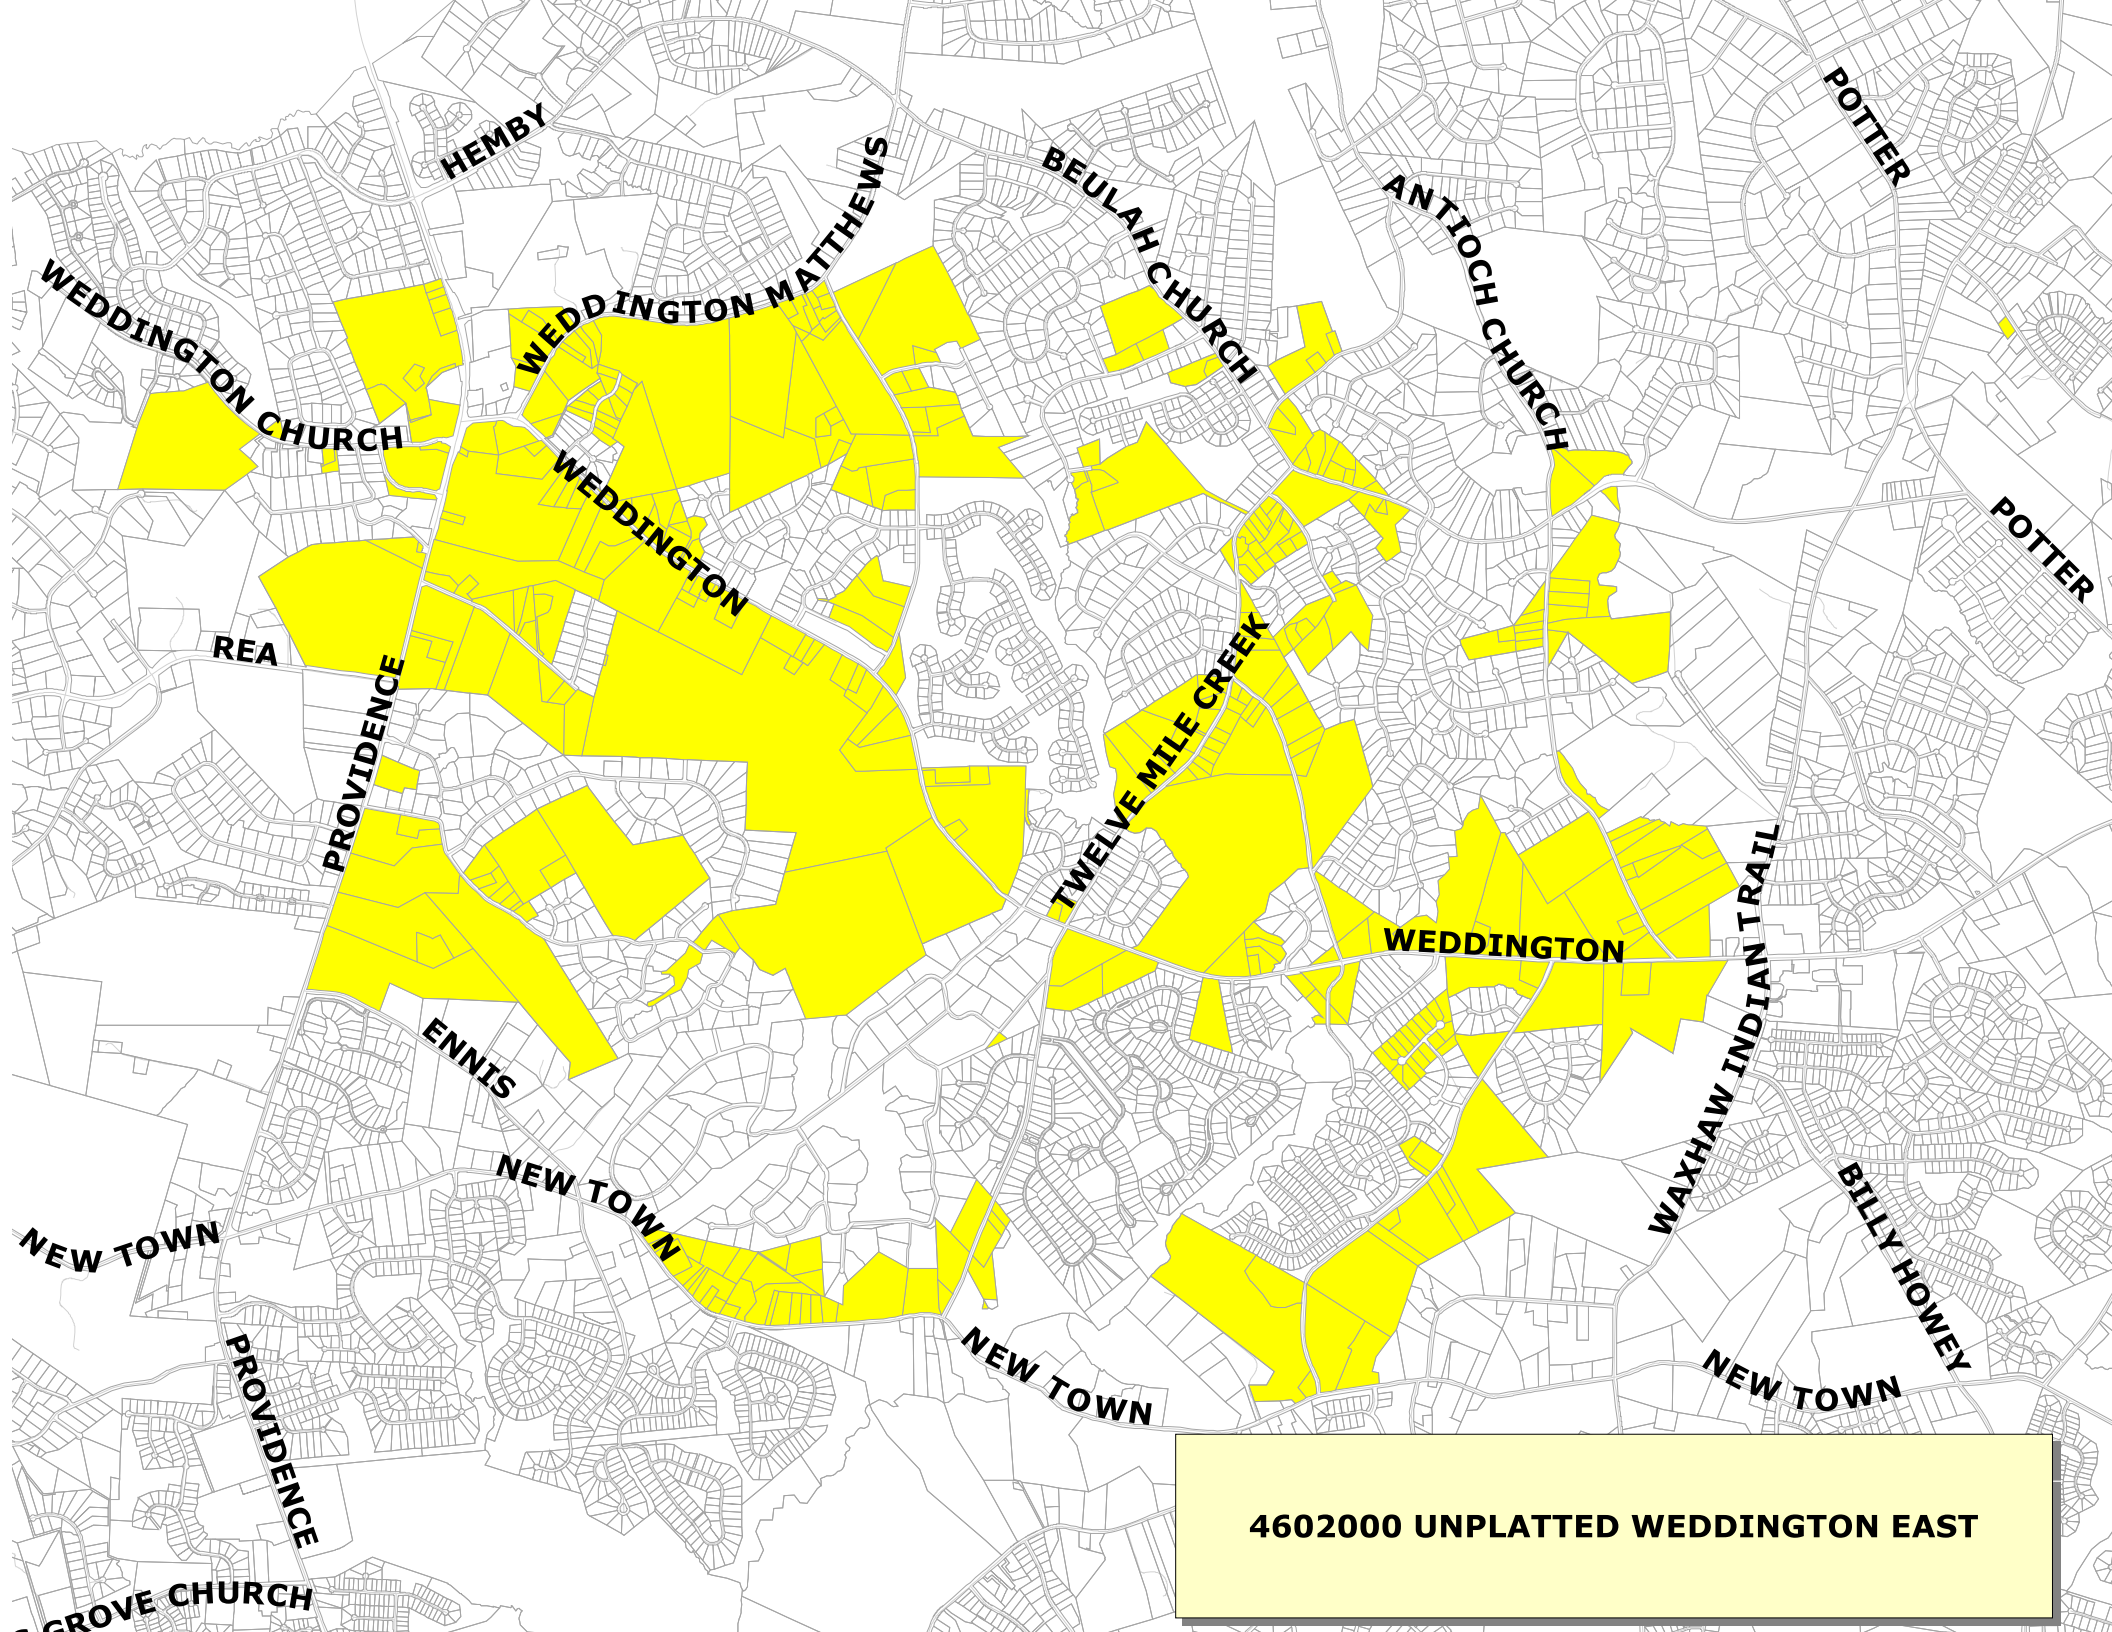 POTTER
HEMBY
WEDDINGTON MATTHEWS
BEULAH CHURCH
ANTIOCH CHURCH
WEDDINGTON CHURCH
WEDDINGTON
POTTER
REA
PROVIDENCE
TWELVE MILE CREEK
WEDDINGTON
WAXHAW INDIAN TRAIL
ENNIS
NEW TOWN
NEW TOWN
BILLY HOWEY
PROVIDENCE
NEW TOWN
NEW TOWN
4602000 UNPLATTED WEDDINGTON EAST
GROVE CHURCH